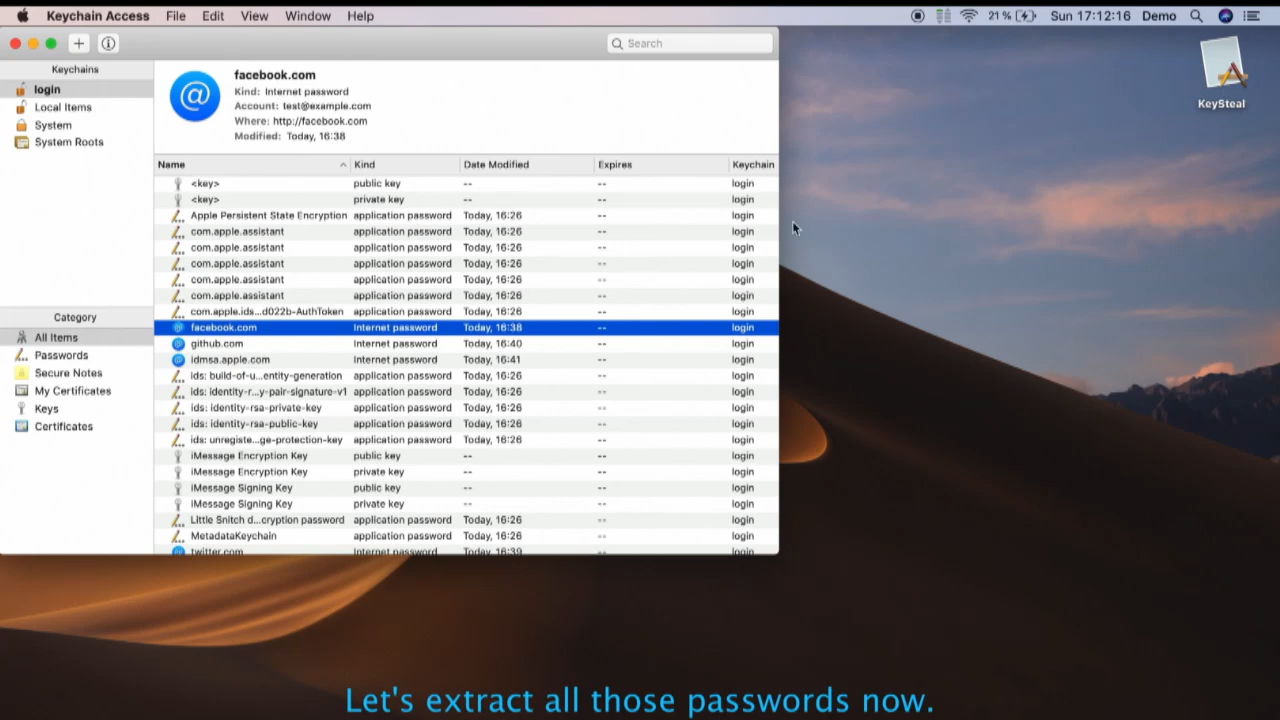 Keychain Access File Edit View Window Help 21% Sun 17:12:16 Demo
Search
Keychains
login
Local Items
System
System Roots
@
facebook.com
Kind: Internet password
Account: test@example.com
Where: http://facebook.com
Modified: Today, 16:38
KeySteal
Name Kind Date Modified Expires Keychain
<key> public key -- -- login
<key> private key -- -- login
Apple Persistent State Encryption application password Today, 16:26 -- login
com.apple.assistant application password Today, 16:26 -- login
com.apple.assistant application password Today, 16:26 -- login
com.apple.assistant application password Today, 16:26 -- login
com.apple.assistant application password Today, 16:26 -- login
com.apple.assistant application password Today, 16:26 -- login
com.apple.ids...d022b-AuthToken application password Today, 16:26 -- login
facebook.com Internet password Today, 16:38 -- login
github.com Internet password Today, 16:40 -- login
idmsa.apple.com Internet password Today, 16:41 -- login
ids: build-of-u...entity-generation application password Today, 16:26 -- login
ids: identity-r...y-pair-signature-v1 application password Today, 16:26 -- login
ids: identity-rsa-private-key application password Today, 16:26 -- login
ids: identity-rsa-public-key application password Today, 16:26 -- login
ids: unregiste...ge-protection-key application password Today, 16:26 -- login
iMessage Encryption Key public key -- -- login
iMessage Encryption Key private key -- -- login
iMessage Signing Key public key -- -- login
iMessage Signing Key private key -- -- login
Little Snitch d...cryption password application password Today, 16:26 -- login
MetadataKeychain application password Today, 16:26 -- login
twitter.com Internet password Today, 16:39 -- login
Category
All Items
Passwords
Secure Notes
My Certificates
Keys
Certificates
Let's extract all those passwords now.